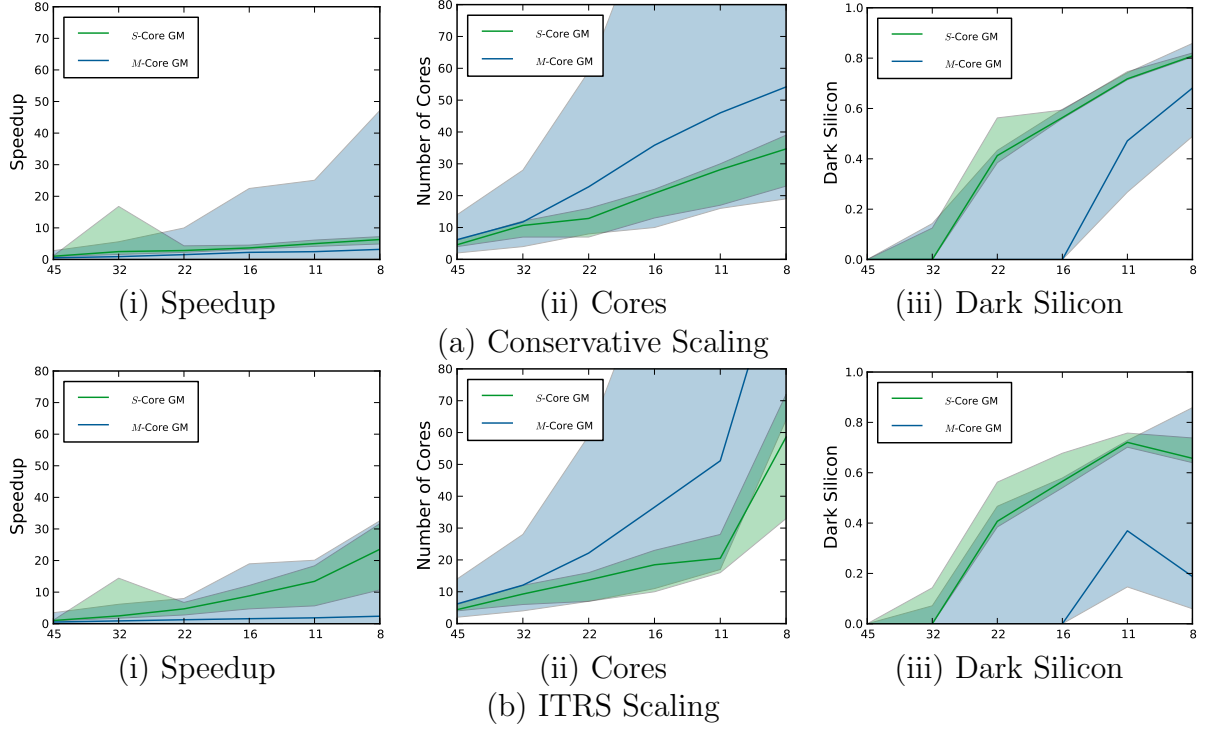 80
70
60
50
40
30
20
10
0
Speedup
S-Core GM
M-Core GM
45 32 22 16 11 8
(i) Speedup
80
70
60
50
40
30
20
10
0
Number of Cores
S-Core GM
M-Core GM
45 32 22 16 11 8
(ii) Cores
1.0
0.8
0.6
0.4
0.2
0.0
Dark Silicon
S-Core GM
M-Core GM
45 32 22 16 11 8
(iii) Dark Silicon
(a) Conservative Scaling
80
70
60
50
40
30
20
10
0
Speedup
S-Core GM
M-Core GM
45 32 22 16 11 8
(i) Speedup
80
70
60
50
40
30
20
10
0
Number of Cores
S-Core GM
M-Core GM
45 32 22 16 11 8
(ii) Cores
1.0
0.8
0.6
0.4
0.2
0.0
Dark Silicon
S-Core GM
M-Core GM
45 32 22 16 11 8
(iii) Dark Silicon
(b) ITRS Scaling